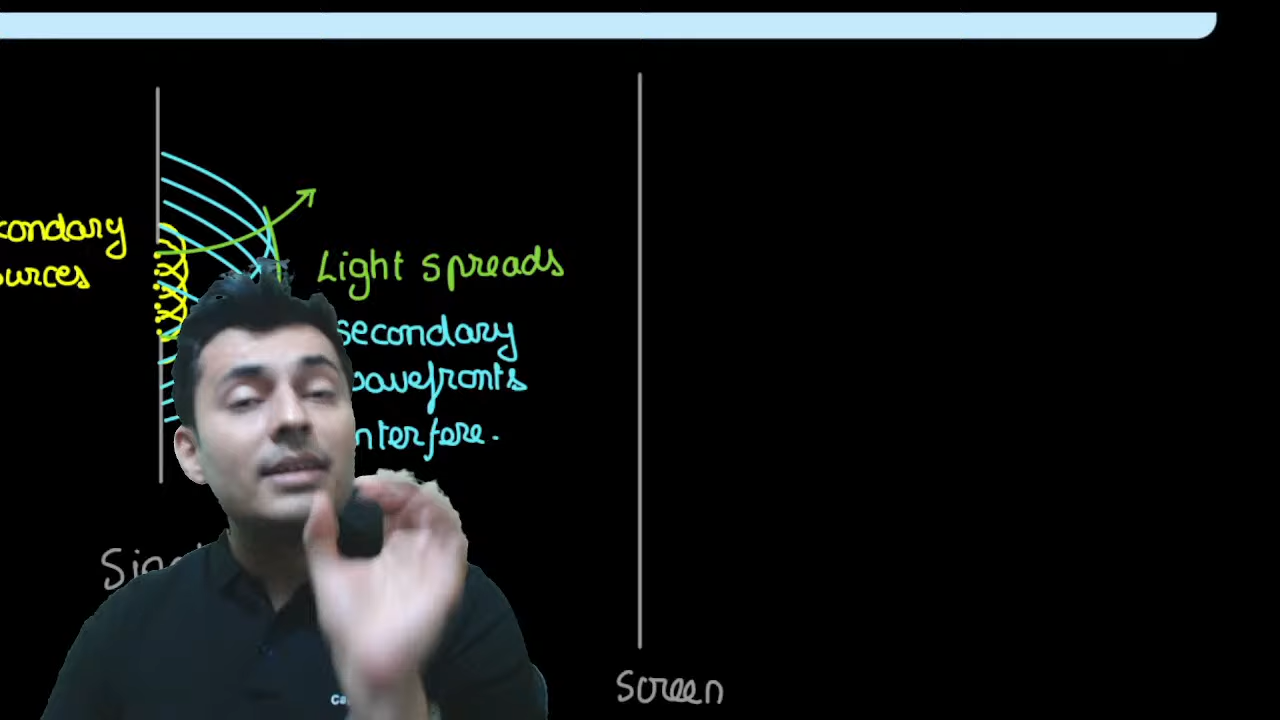 condary
urces
Light spreads
secondary
wavefronts
nterfere.
Screen